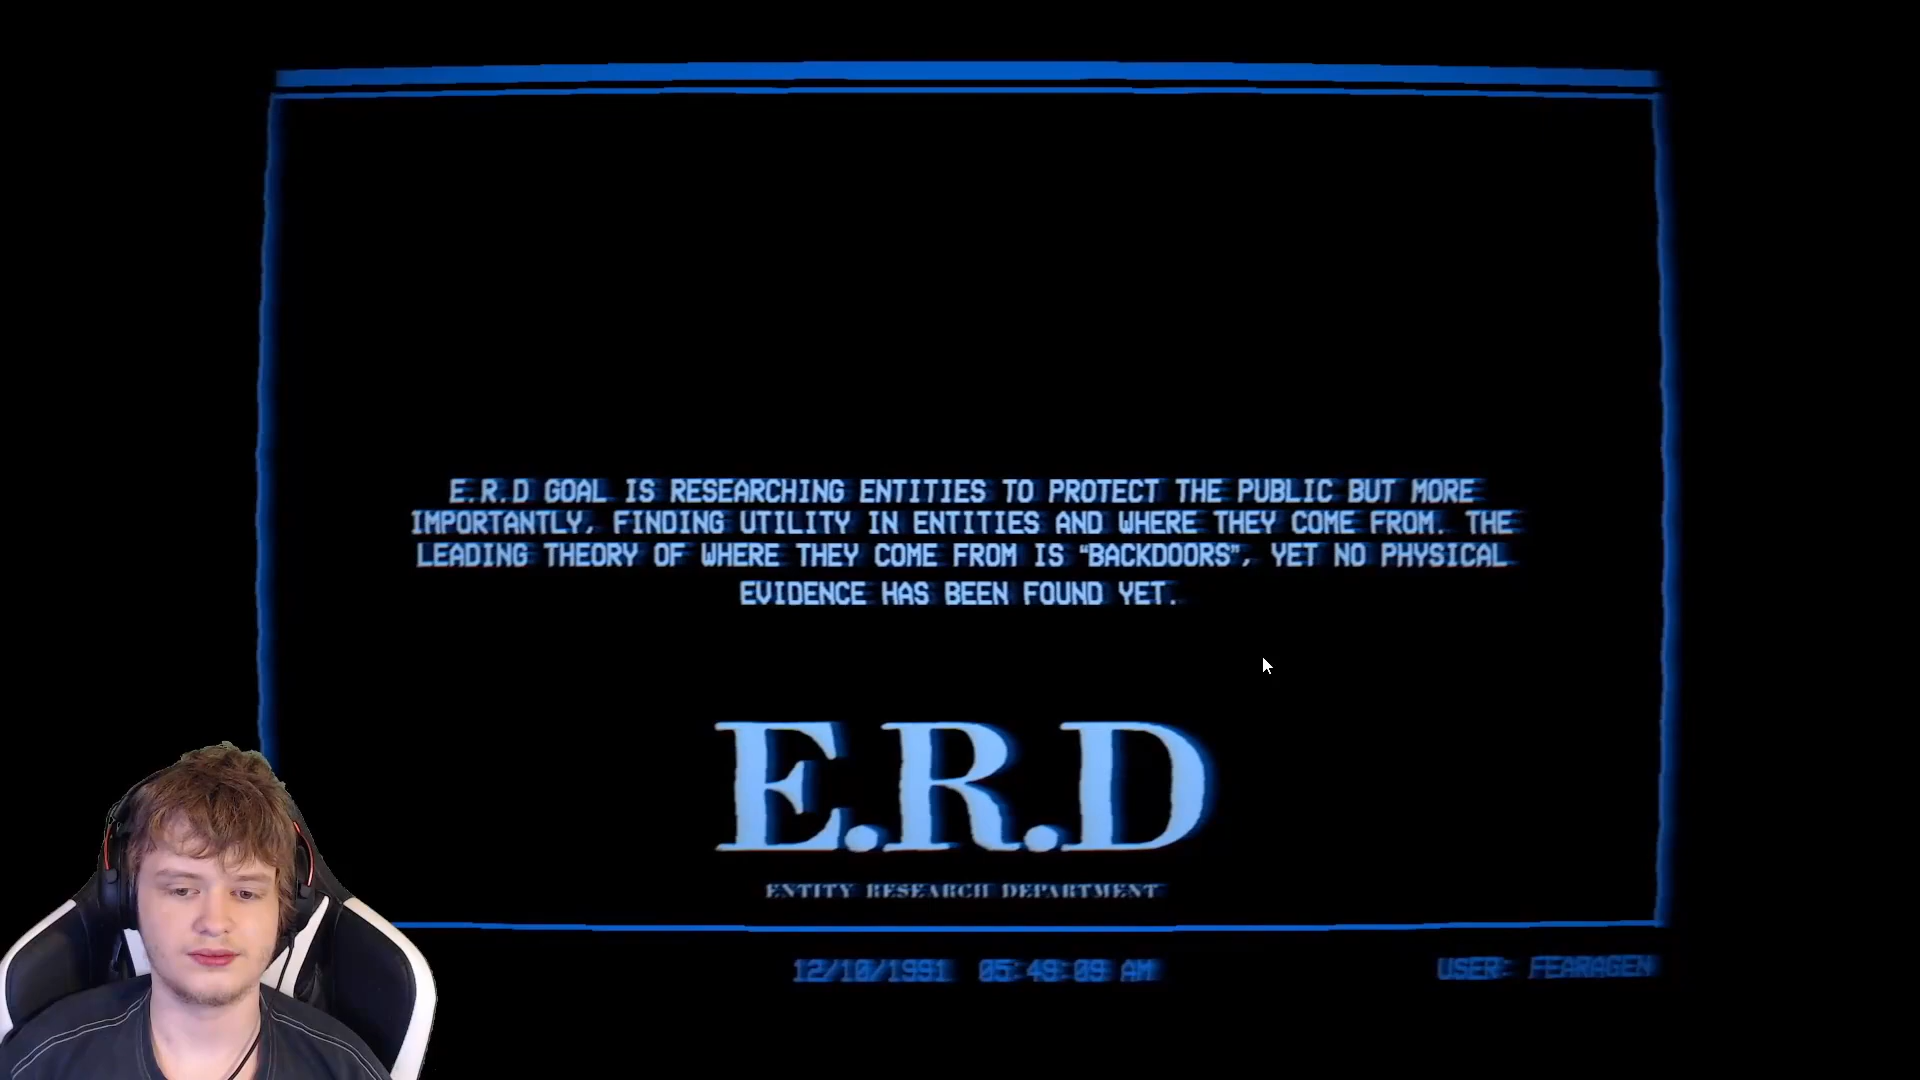 E.R.D GOAL IS RESEARCHING ENTITIES TO PROTECT THE PUBLIC BUT MORE
IMPORTANTLY, FINDING UTILITY IN ENTITIES AND WHERE THEY COME FROM. THE
LEADING THEORY OF WHERE THEY COME FROM IS “BACKDOORS”, YET NO PHYSICAL
EVIDENCE HAS BEEN FOUND YET.
E.R.D
ENTITY RESEARCH DEPARTMENT
12/10/1991 05:49:09 AM
USER: FEARAGEN